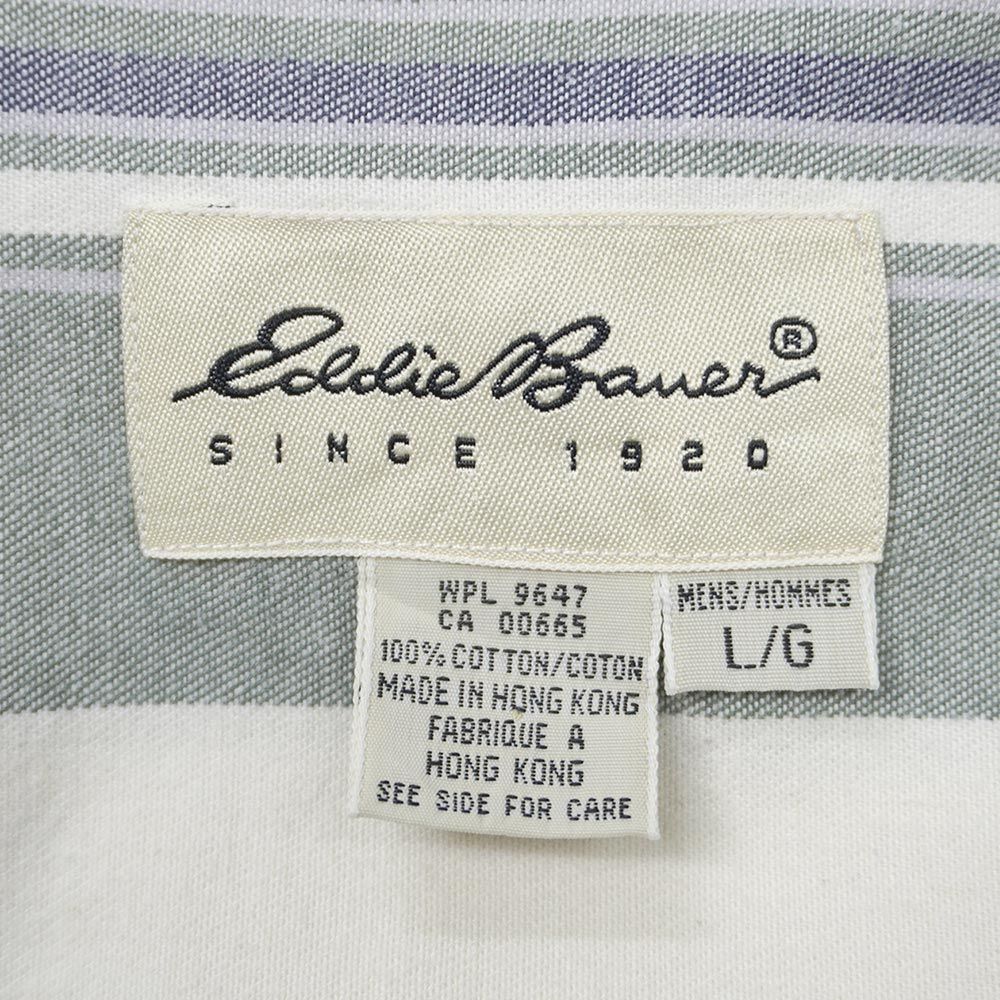 Eddie Bauer®
SINCE 1920
WPL 9647
CA 00665
100% COTTON/COTON
MADE IN HONG KONG
FABRIQUE A
HONG KONG
SEE SIDE FOR CARE
MENS/HOMMES
L/G